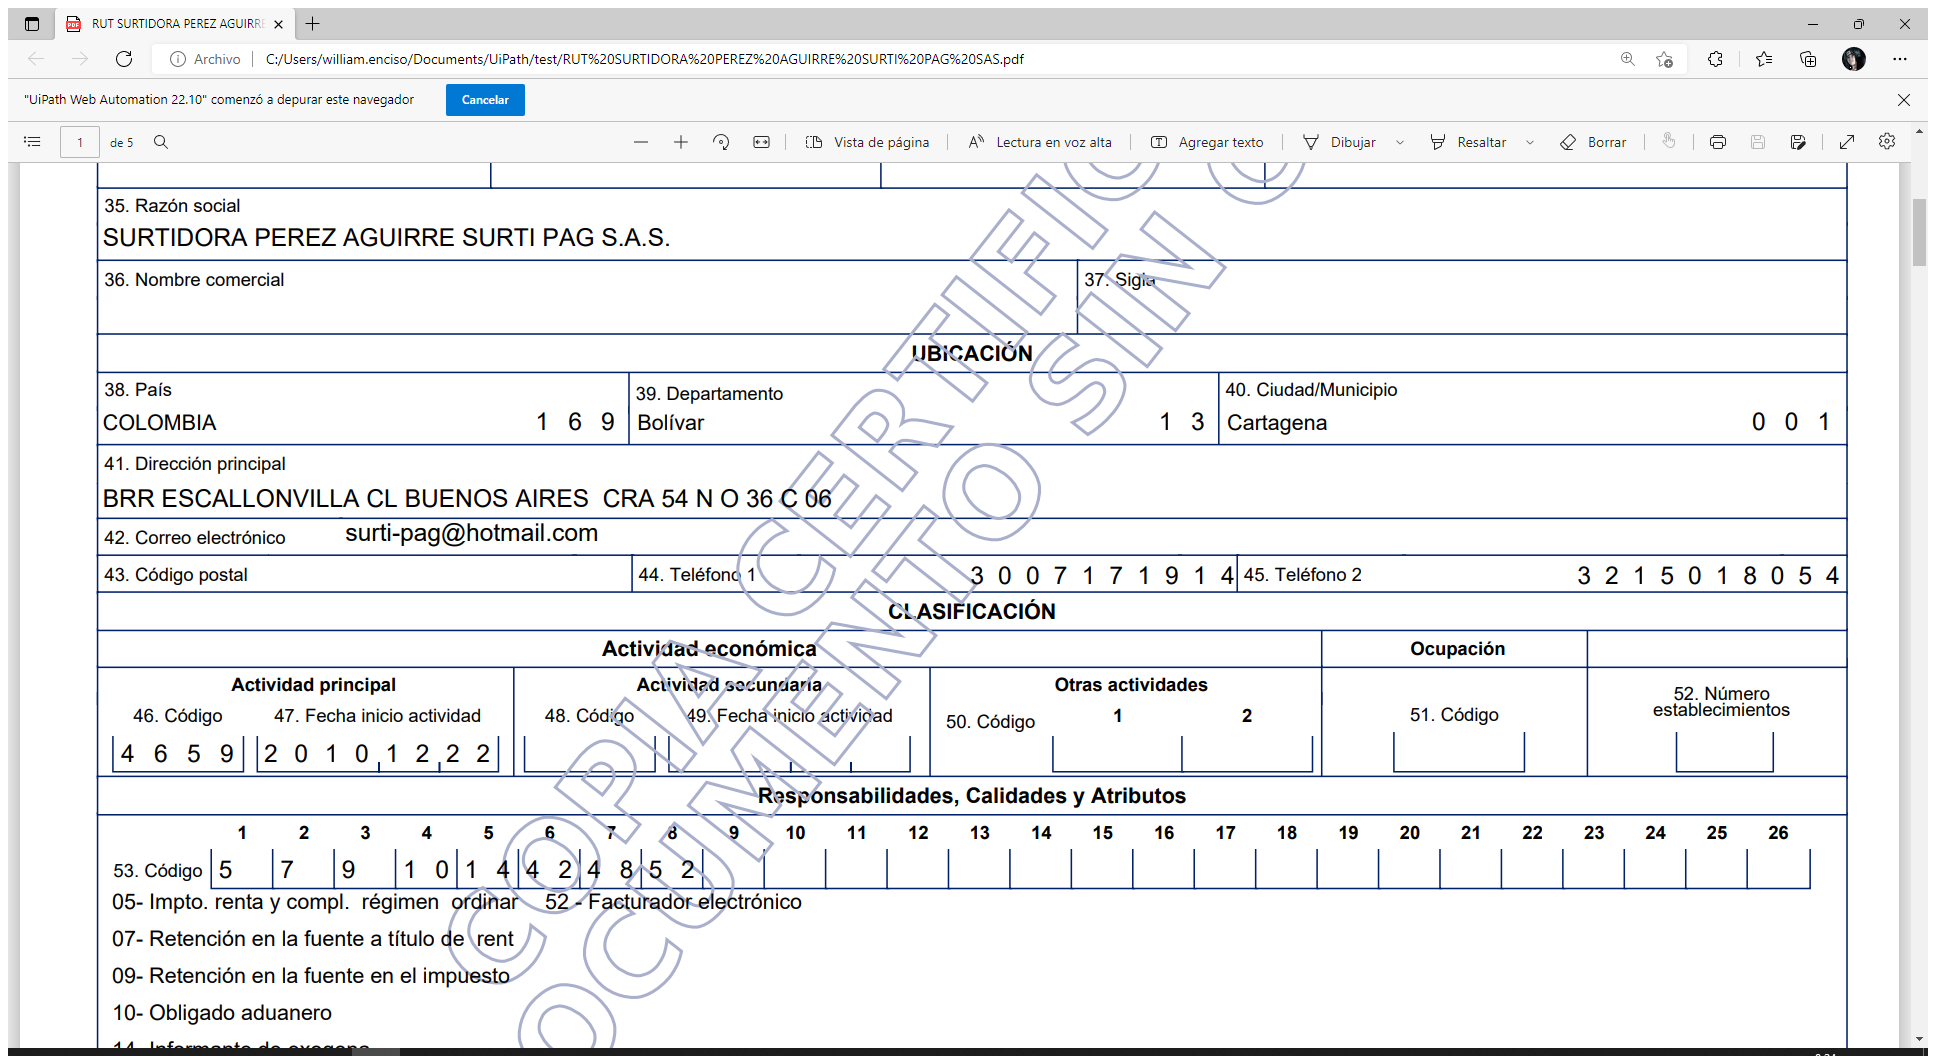 RUT SURTIDORA PEREZ AGUIRRE
Archivo C:/Users/william.enciso/Documents/UiPath/test/RUT%20SURTIDORA%20PEREZ%20AGUIRRE%20SURTI%20PAG%20SAS.pdf
"UiPath Web Automation 22.10" comenzó a depurar este navegador Cancelar
1 de 5 Vista de página Lectura en voz alta Agregar texto Dibujar Resaltar Borrar
35. Razón social
SURTIDORA PEREZ AGUIRRE SURTI PAG S.A.S.
36. Nombre comercial 37. Sigla
UBICACIÓN
38. País 39. Departamento 40. Ciudad/Municipio
COLOMBIA 1 6 9 Bolívar 1 3 Cartagena 0 0 1
41. Dirección principal
BRR ESCALLONVILLA CL BUENOS AIRES CRA 54 N O 36 C 06
42. Correo electrónico surti-pag@hotmail.com
43. Código postal 44. Teléfono 1 3 0 0 7 1 7 1 9 1 4 45. Teléfono 2 3 2 1 5 0 1 8 0 5 4
CLASIFICACIÓN
Actividad económica Ocupación
Actividad principal Actividad secundaria Otras actividades 52. Número establecimientos
46. Código 47. Fecha inicio actividad 48. Código 49. Fecha inicio actividad 50. Código 1 2 51. Código
4 6 5 9 2 0 1 0 1 2 2 2
Responsabilidades, Calidades y Atributos
1 2 3 4 5 6 7 8 9 10 11 12 13 14 15 16 17 18 19 20 21 22 23 24 25 26
53. Código 5 7 9 1 0 1 4 4 2 4 8 5 2
05- Impto. renta y compl. régimen ordinar 52 - Facturador electrónico
07- Retención en la fuente a título de rent
09- Retención en la fuente en el impuesto
10- Obligado aduanero
14- Informante de exogena
COPIA CERTIFIC
OCUMENTO SIN C